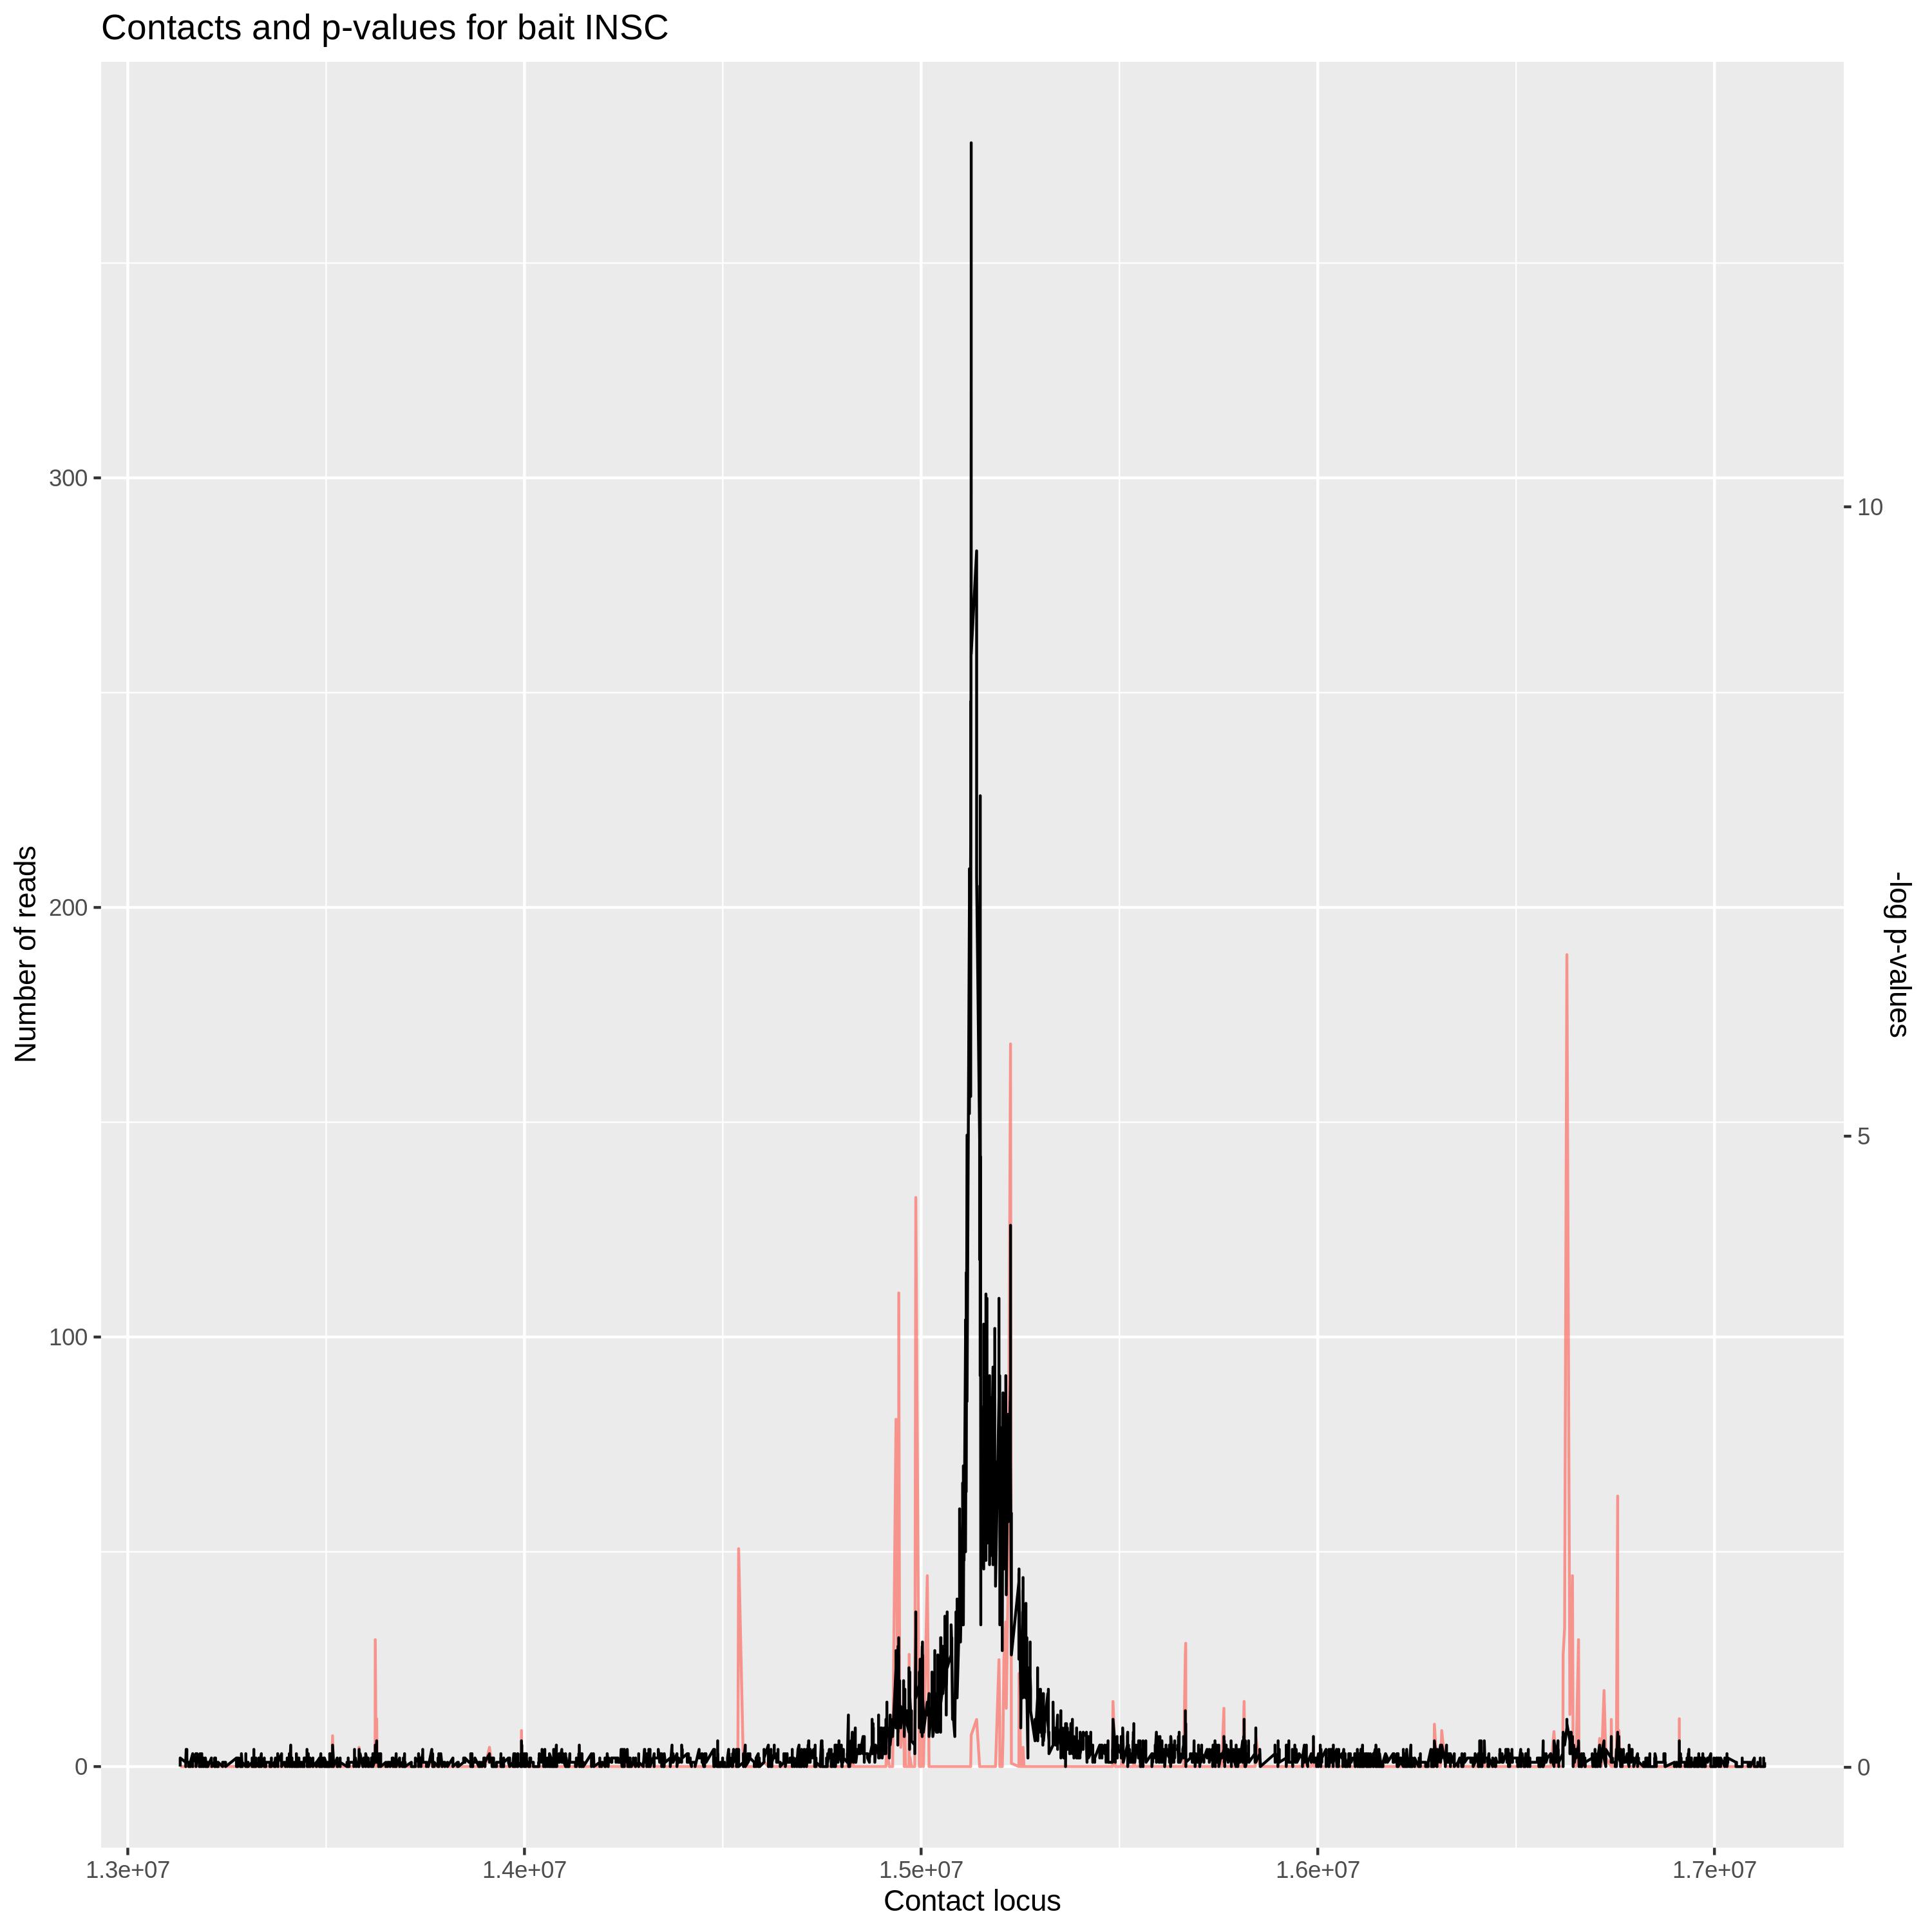 Contacts and p-values for bait INSC
Number of reads
300
200
100
0
10
5
0
-log p-values
1.3e+07
1.4e+07
1.5e+07
1.6e+07
1.7e+07
Contact locus